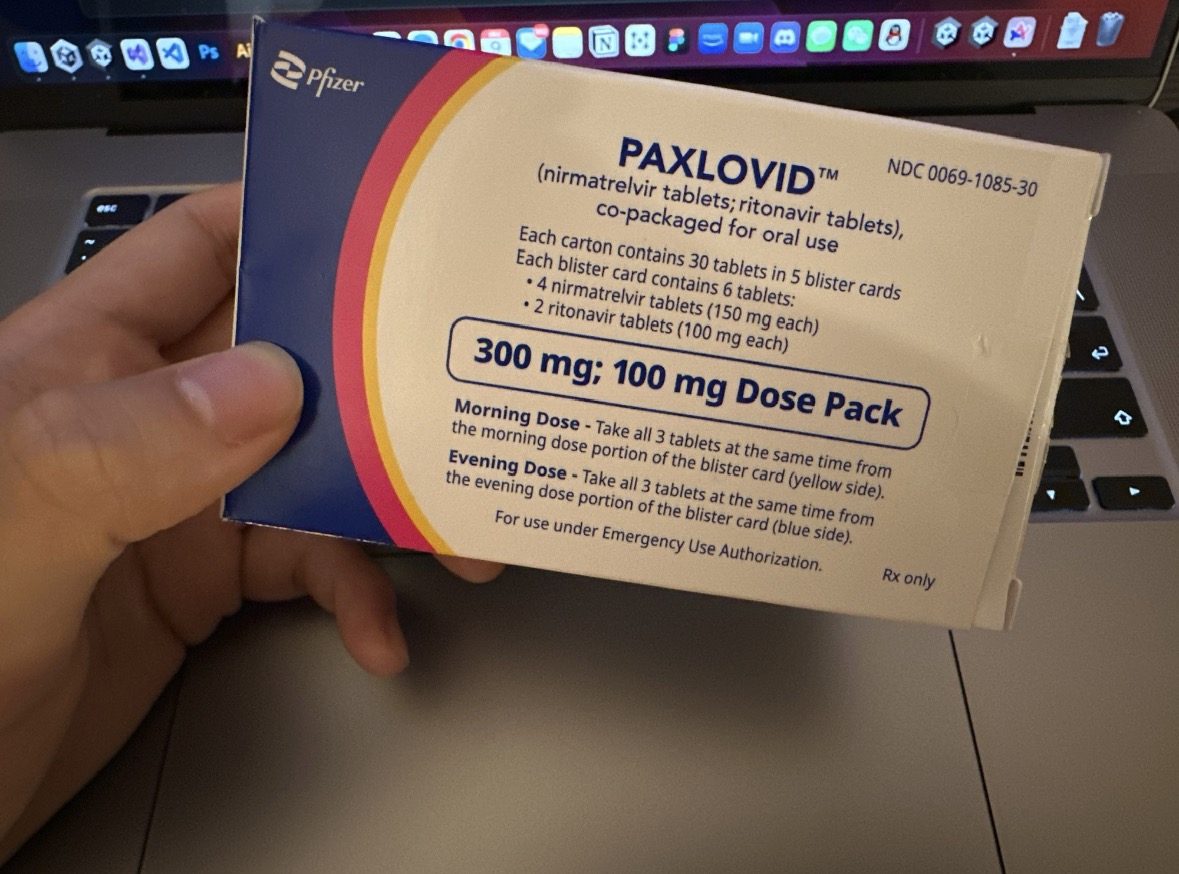 Ps
Ai
N
Pfizer
PAXLOVID™
NDC 0069-1085-30
(nirmatrelvir tablets; ritonavir tablets),
co-packaged for oral use
Each carton contains 30 tablets in 5 blister cards
Each blister card contains 6 tablets:
• 4 nirmatrelvir tablets (150 mg each)
• 2 ritonavir tablets (100 mg each)
300 mg; 100 mg Dose Pack
Morning Dose - Take all 3 tablets at the same time from
the morning dose portion of the blister card (yellow side).
Evening Dose - Take all 3 tablets at the same time from
the evening dose portion of the blister card (blue side).
For use under Emergency Use Authorization.
Rx only
esc
~